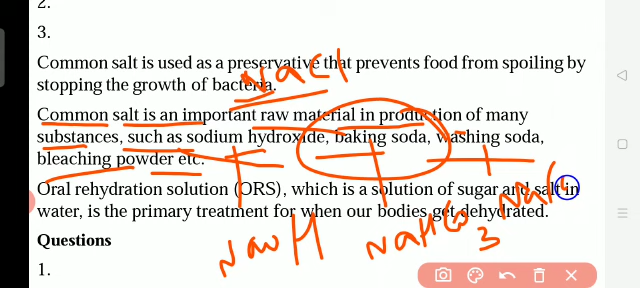 2.
3.
Common salt is used as a preservative that prevents food from spoiling by
stopping the growth of bacteria.
NaCl
Common salt is an important raw material in production of many
substances, such as sodium hydroxide, baking soda, washing soda,
bleaching powder etc.
Oral rehydration solution (ORS), which is a solution of sugar and salt in
water, is the primary treatment for when our bodies get dehydrated.
NaHCO
3
Questions
1.